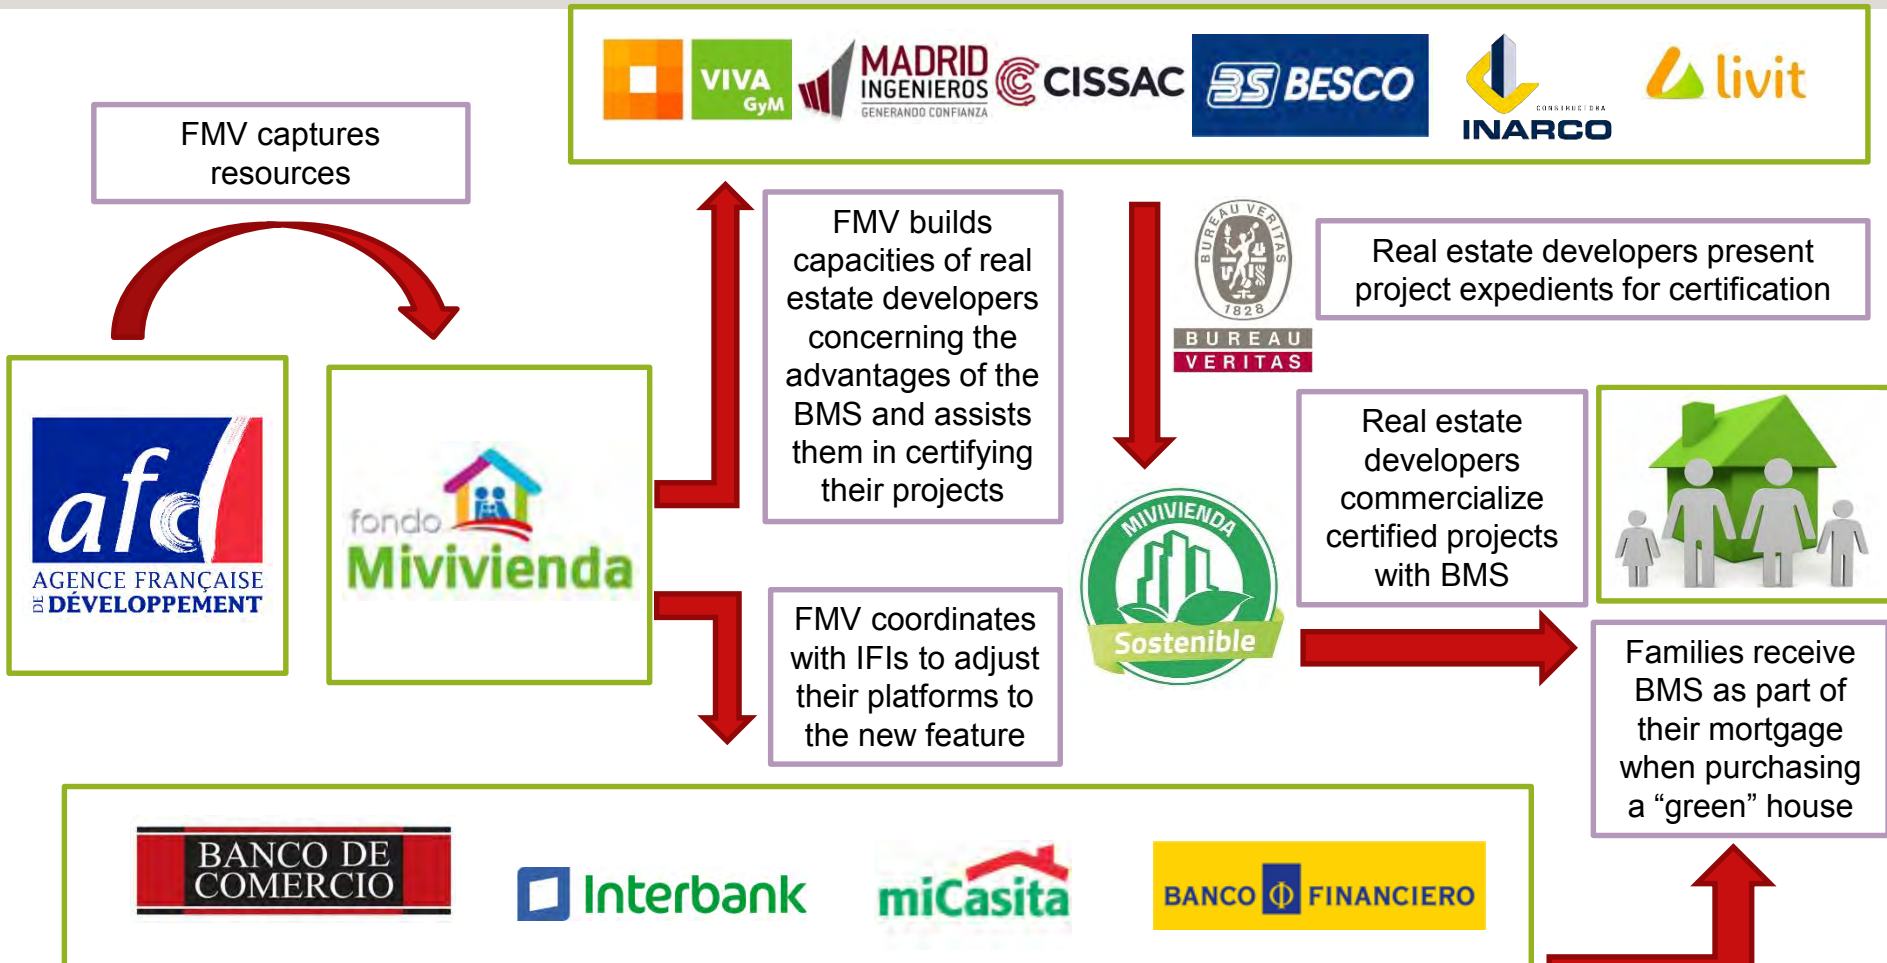 VIVA
GyM
MADRID
INGENIEROS
GENERANDO CONFIANZA
CISSAC
BS BESCO
CONSTRUCTORA
INARCO
livit
FMV captures
resources
FMV builds
capacities of real
estate developers
concerning the
advantages of the
BMS and assists
them in certifying
their projects
BUREAU VERITAS
1828
BUREAU
VERITAS
Real estate developers present
project expedients for certification
afd
AGENCE FRANÇAISE
DE DÉVELOPPEMENT
fondo
Mivivienda
MIVIVIENDA
Sostenible
Real estate
developers
commercialize
certified projects
with BMS
FMV coordinates
with IFIs to adjust
their platforms to
the new feature
Families receive
BMS as part of
their mortgage
when purchasing
a “green” house
BANCO DE
COMERCIO
Interbank
miCasita
BANCO Φ FINANCIERO